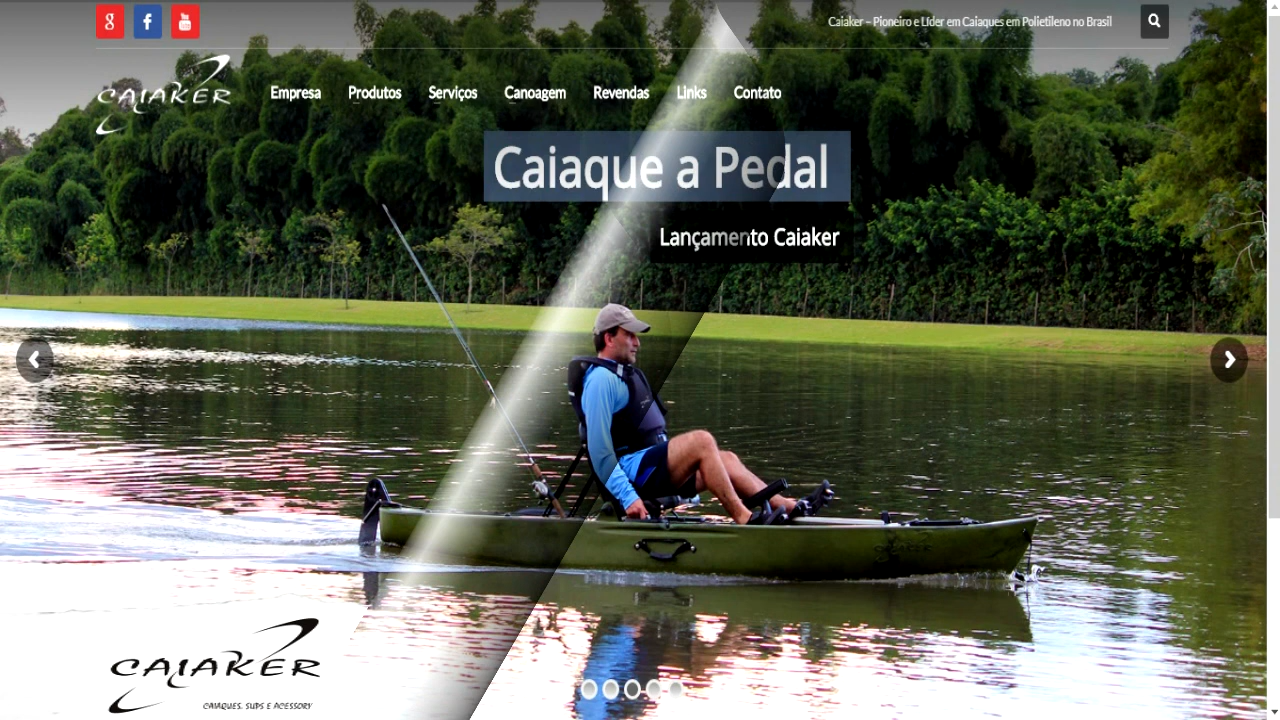 Caiaker – Pioneiro e Líder em Caiaques em Polietileno no Brasil
CAIAKER
Empresa Produtos Serviços Canoagem Revendas Links Contato
Caiaque a Pedal
Lançamento Caiaker
CAIAKER
CAIAQUES, SUPS E ACESSORY